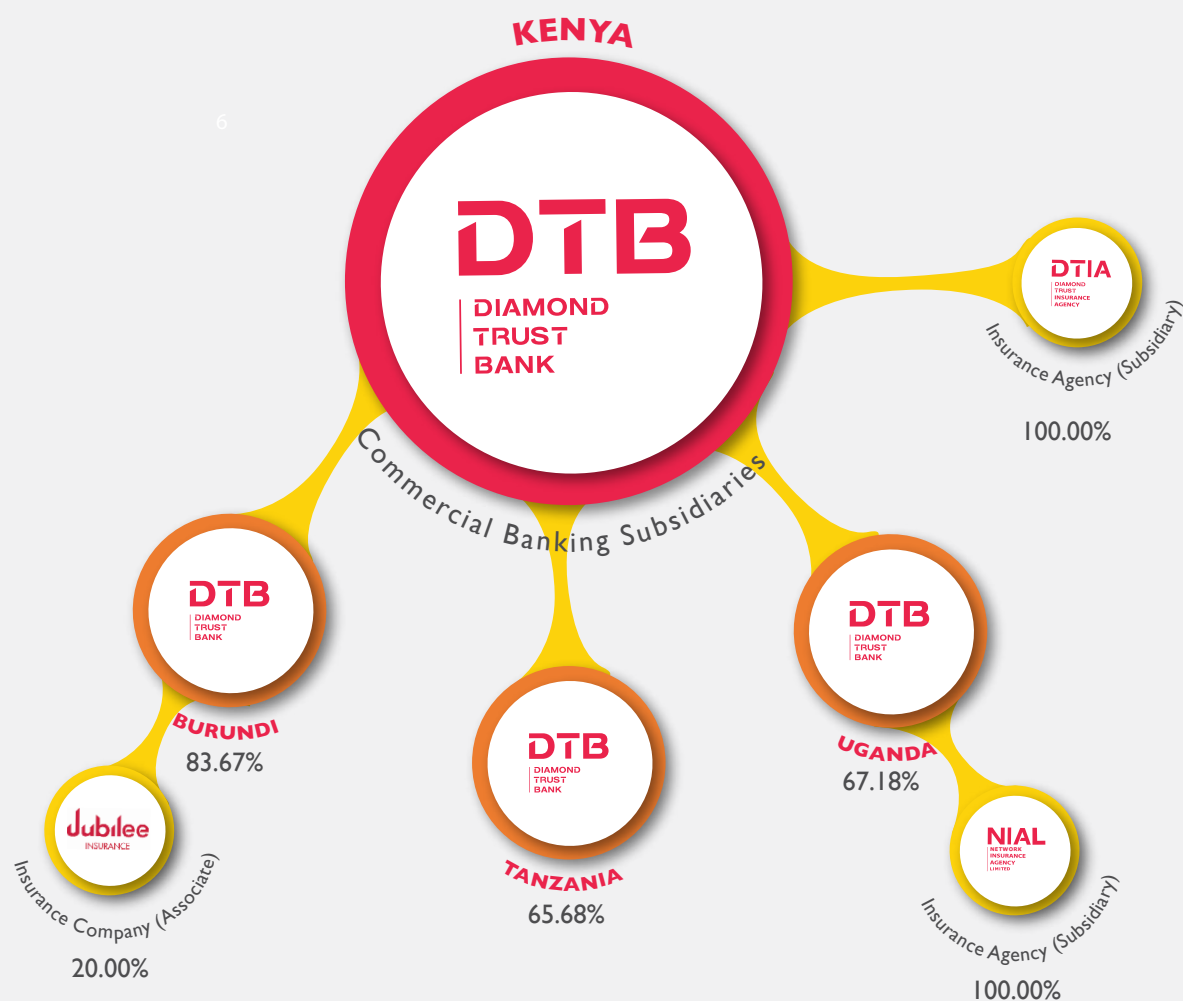 KENYA
6
DTB
DIAMOND
TRUST
BANK
DTIA
DIAMOND
TRUST
INSURANCE
AGENCY
Insurance Agency (Subsidiary)
100.00%
Commercial Banking Subsidiaries
DTB
DIAMOND
TRUST
BANK
BURUNDI
83.67%
DTB
DIAMOND
TRUST
BANK
UGANDA
67.18%
DTB
DIAMOND
TRUST
BANK
TANZANIA
65.68%
Jubilee
INSURANCE
Insurance Company (Associate)
20.00%
NIAL
NETWORK
INSURANCE
AGENCY
LIMITED
Insurance Agency (Subsidiary)
100.00%